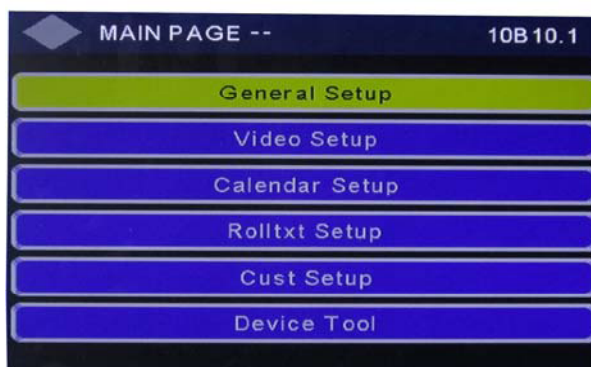 MAIN PAGE -- 10B10.1
General Setup
Video Setup
Calendar Setup
Rolltxt Setup
Cust Setup
Device Tool